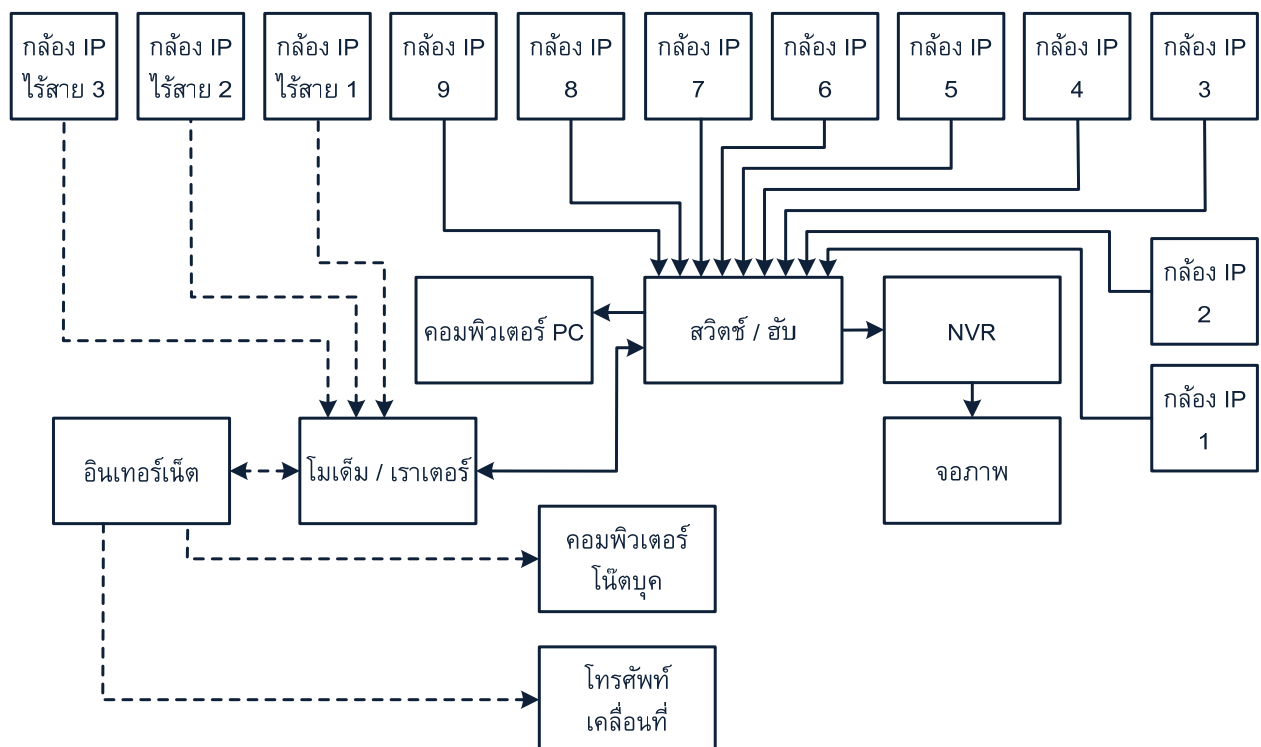 กล้อง IP
ไร้สาย 3
กล้อง IP
ไร้สาย 2
กล้อง IP
ไร้สาย 1
กล้อง IP
9
กล้อง IP
8
กล้อง IP
7
กล้อง IP
6
กล้อง IP
5
กล้อง IP
4
กล้อง IP
3
กล้อง IP
2
คอมพิวเตอร์ PC
สวิตช์ / ฮับ
NVR
กล้อง IP
1
อินเทอร์เน็ต
โมเด็ม / เราเตอร์
จอภาพ
คอมพิวเตอร์
โน๊ตบุค
โทรศัพท์
เคลื่อนที่